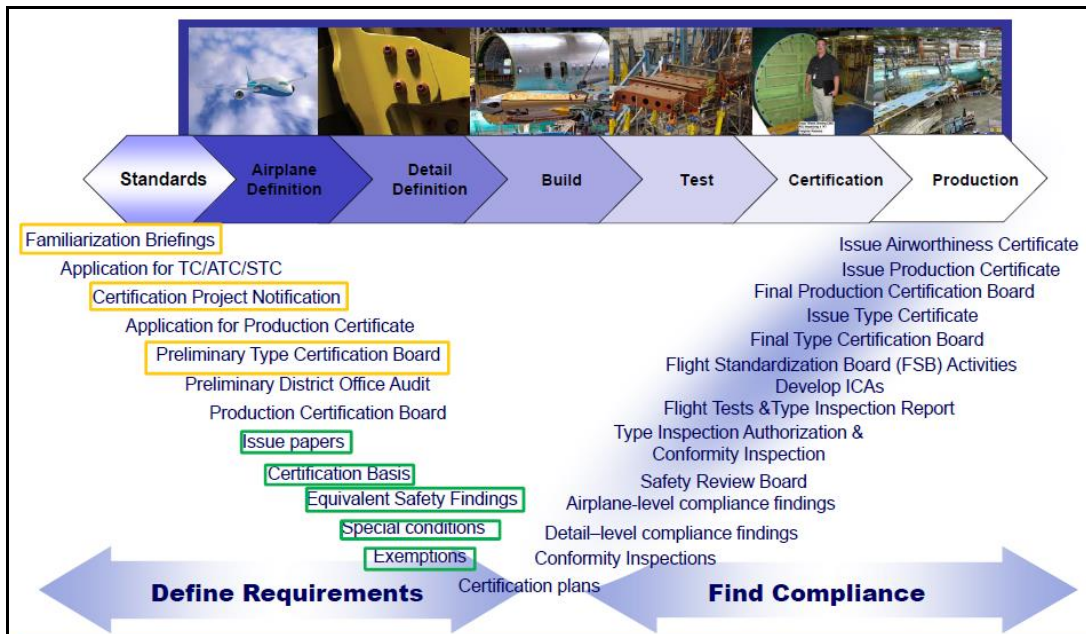 Standards
Airplane
Definition
Detail
Definition
Build
Test
Certification
Production
Familiarization Briefings
Application for TC/ATC/STC
Certification Project Notification
Application for Production Certificate
Preliminary Type Certification Board
Preliminary District Office Audit
Production Certification Board
Issue papers
Certification Basis
Equivalent Safety Findings
Special conditions
Exemptions
Certification plans
Issue Airworthiness Certificate
Issue Production Certificate
Final Production Certification Board
Issue Type Certificate
Final Type Certification Board
Flight Standardization Board (FSB) Activities
Develop ICAs
Flight Tests &Type Inspection Report
Type Inspection Authorization &
Conformity Inspection
Safety Review Board
Airplane-level compliance findings
Detail–level compliance findings
Conformity Inspections
Define Requirements
Find Compliance